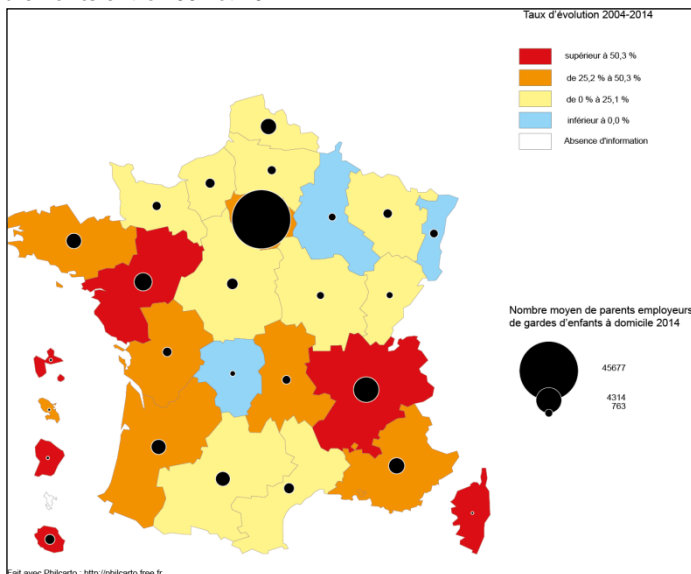 Taux d'évolution 2004-2014
supérieur à 50,3 %
de 25,2 % à 50,3 %
de 0 % à 25,1 %
inférieur à 0,0 %
Absence d'information
Nombre moyen de parents employeurs
de gardes d'enfants à domicile 2014
45677
4314
763
Fait avec Philcarto : http://philcarto.free.fr